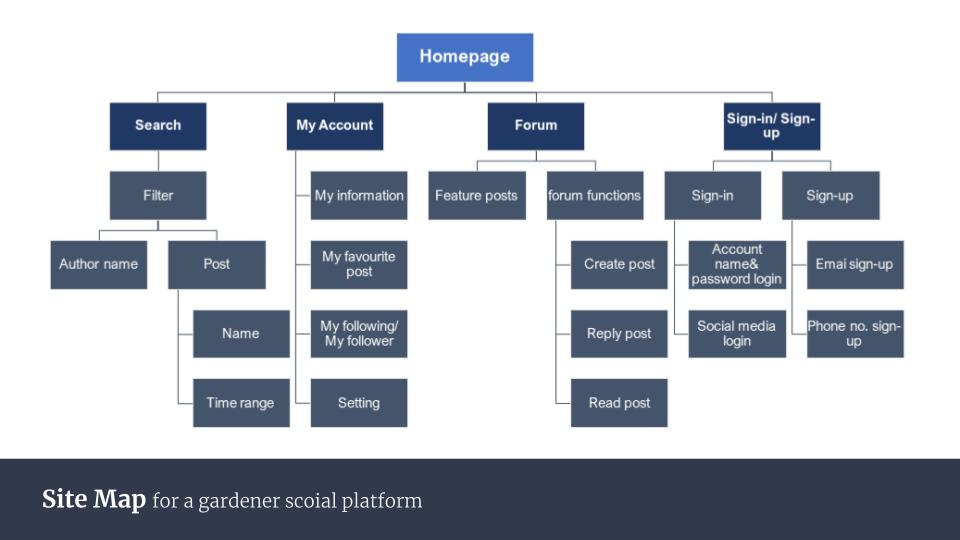 Homepage
Search
My Account
Forum
Sign-in/ Sign-
up
Filter
My information
Feature posts
forum functions
Sign-in
Sign-up
Author name
Post
My favourite
post
Create post
Account
name&
password login
Emai sign-up
Name
My following/
My follower
Reply post
Social media
login
Phone no. sign-
up
Time range
Setting
Read post
Site Map for a gardener scoial platform